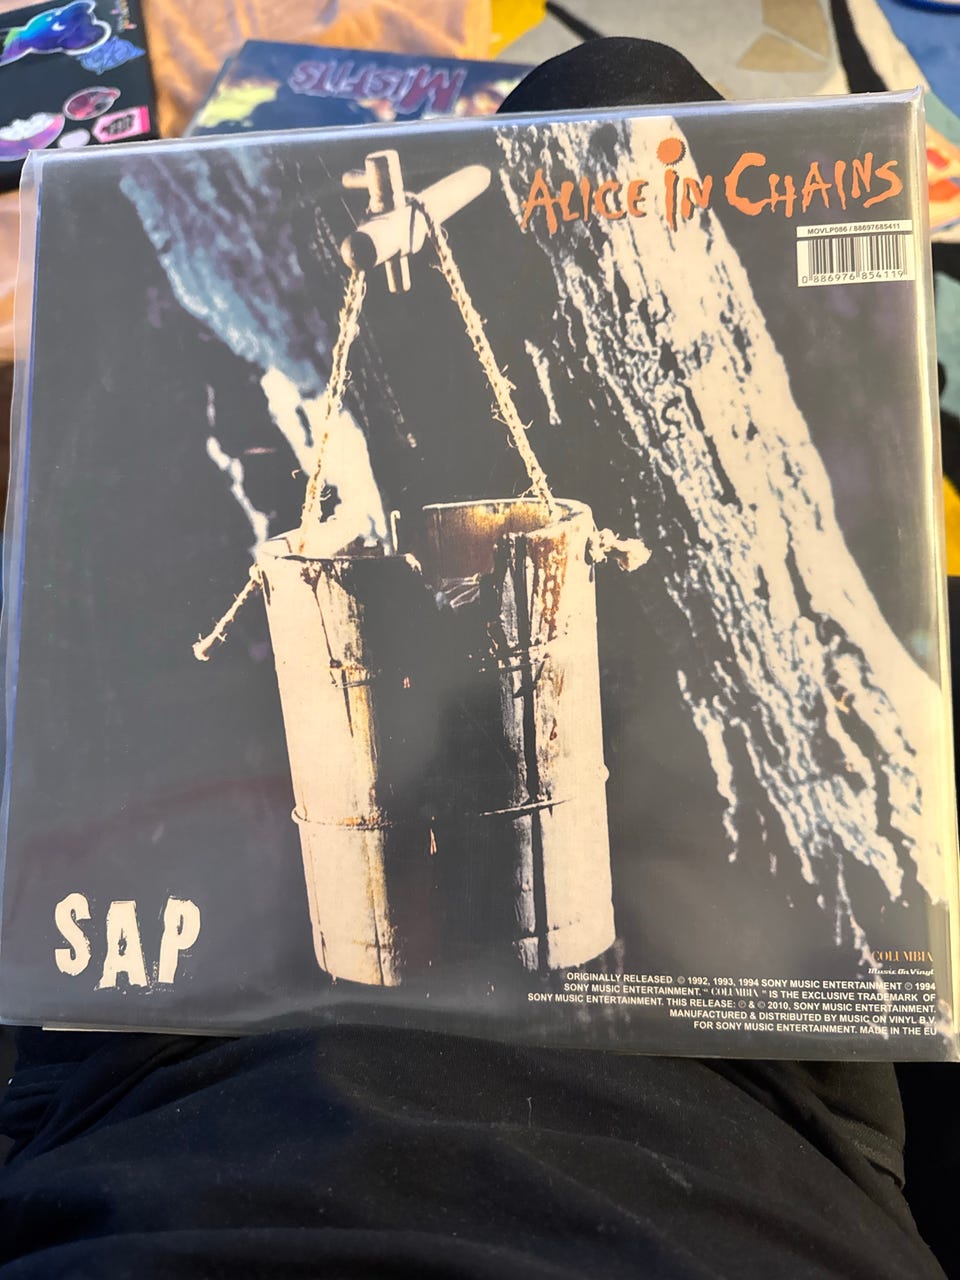 MISFITS
ALICE IN CHAINS
MOVLP086 / 88697685411
0 886976 854119
SAP
COLUMBIA
Music On Vinyl
ORIGINALLY RELEASED © 1992, 1993, 1994 SONY MUSIC ENTERTAINMENT ℗ 1994
SONY MUSIC ENTERTAINMENT. "COLUMBIA" IS THE EXCLUSIVE TRADEMARK OF
SONY MUSIC ENTERTAINMENT. THIS RELEASE: ℗ & © 2010, SONY MUSIC ENTERTAINMENT.
MANUFACTURED & DISTRIBUTED BY MUSIC ON VINYL B.V.
FOR SONY MUSIC ENTERTAINMENT. MADE IN THE EU